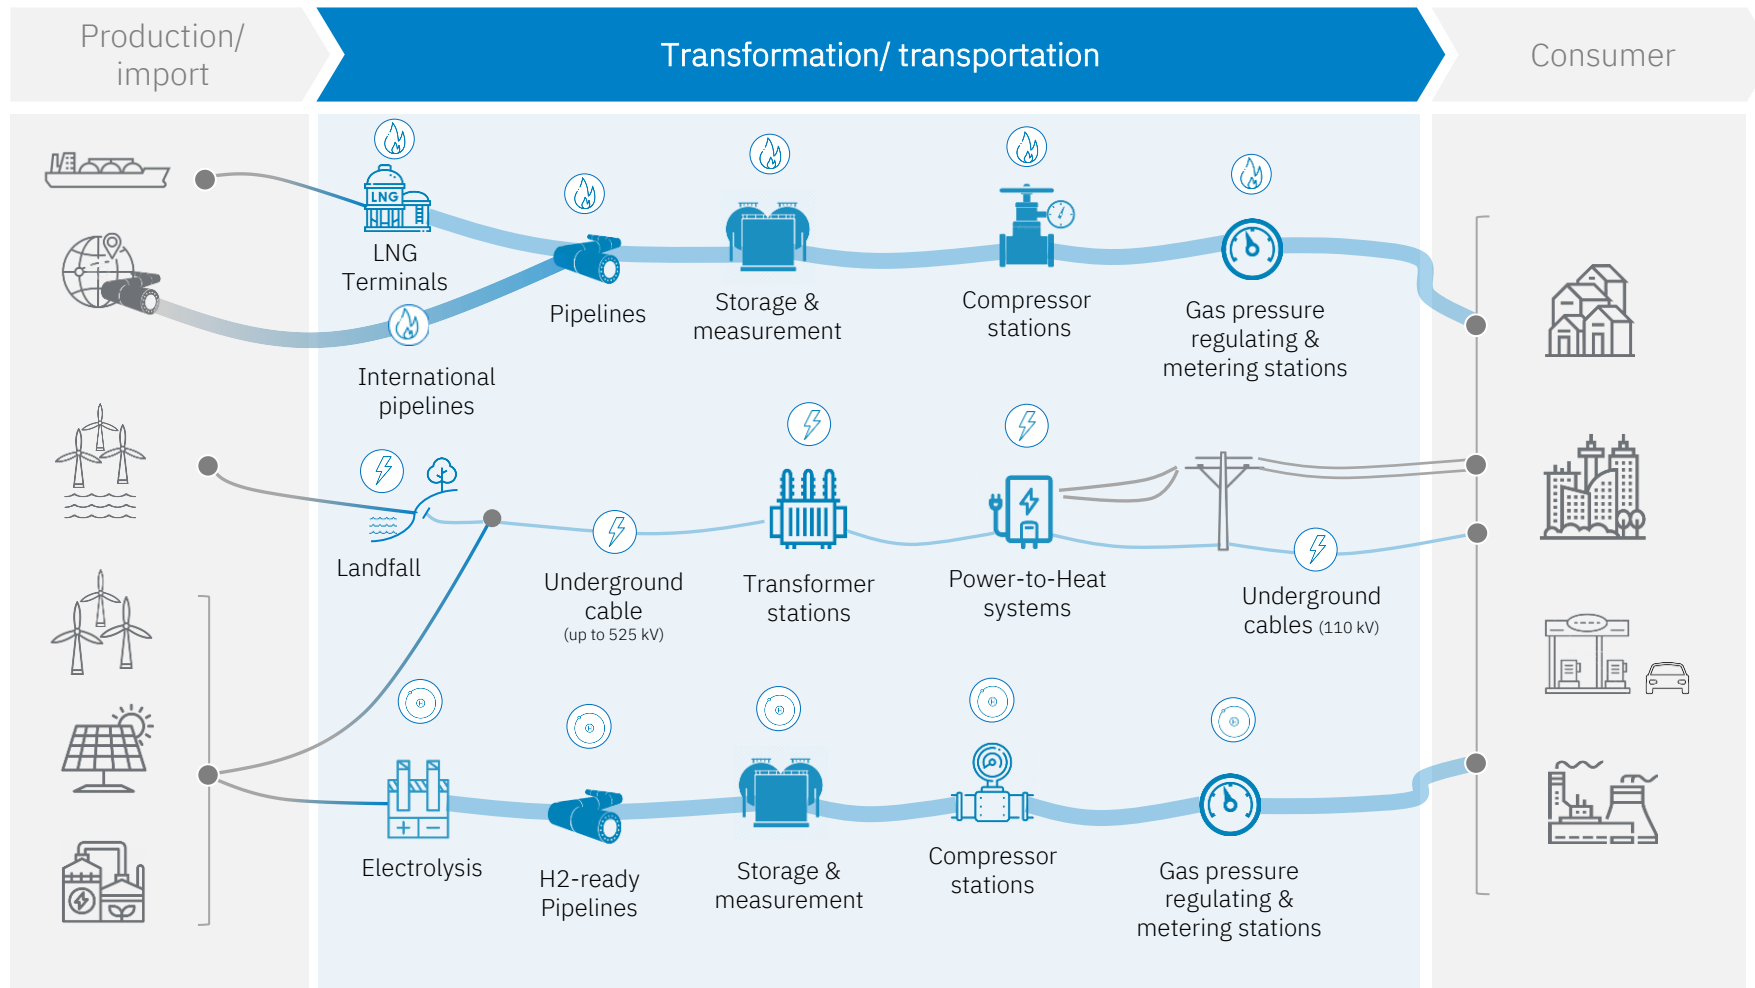 Production/
import
Transformation/ transportation
Consumer
LNG
LNG
Terminals
Pipelines
Storage &
measurement
Compressor
stations
Gas pressure
regulating &
metering stations
International
pipelines
Landfall
Underground
cable
(up to 525 kV)
Transformer
stations
Power-to-Heat
systems
Underground
cables (110 kV)
Electrolysis
H2-ready
Pipelines
Storage &
measurement
Compressor
stations
Gas pressure
regulating &
metering stations